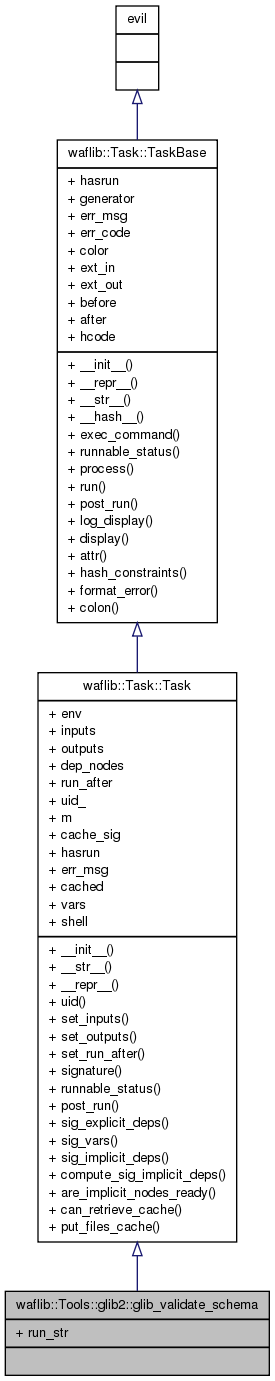 evil
waflib::Task::TaskBase
+ hasrun
+ generator
+ err_msg
+ err_code
+ color
+ ext_in
+ ext_out
+ before
+ after
+ hcode
+ __init__()
+ __repr__()
+ __str__()
+ __hash__()
+ exec_command()
+ runnable_status()
+ process()
+ run()
+ post_run()
+ log_display()
+ display()
+ attr()
+ hash_constraints()
+ format_error()
+ colon()
waflib::Task::Task
+ env
+ inputs
+ outputs
+ dep_nodes
+ run_after
+ uid_
+ m
+ cache_sig
+ hasrun
+ err_msg
+ cached
+ vars
+ shell
+ __init__()
+ __str__()
+ __repr__()
+ uid()
+ set_inputs()
+ set_outputs()
+ set_run_after()
+ signature()
+ runnable_status()
+ post_run()
+ sig_explicit_deps()
+ sig_vars()
+ sig_implicit_deps()
+ compute_sig_implicit_deps()
+ are_implicit_nodes_ready()
+ can_retrieve_cache()
+ put_files_cache()
waflib::Tools::glib2::glib_validate_schema
+ run_str